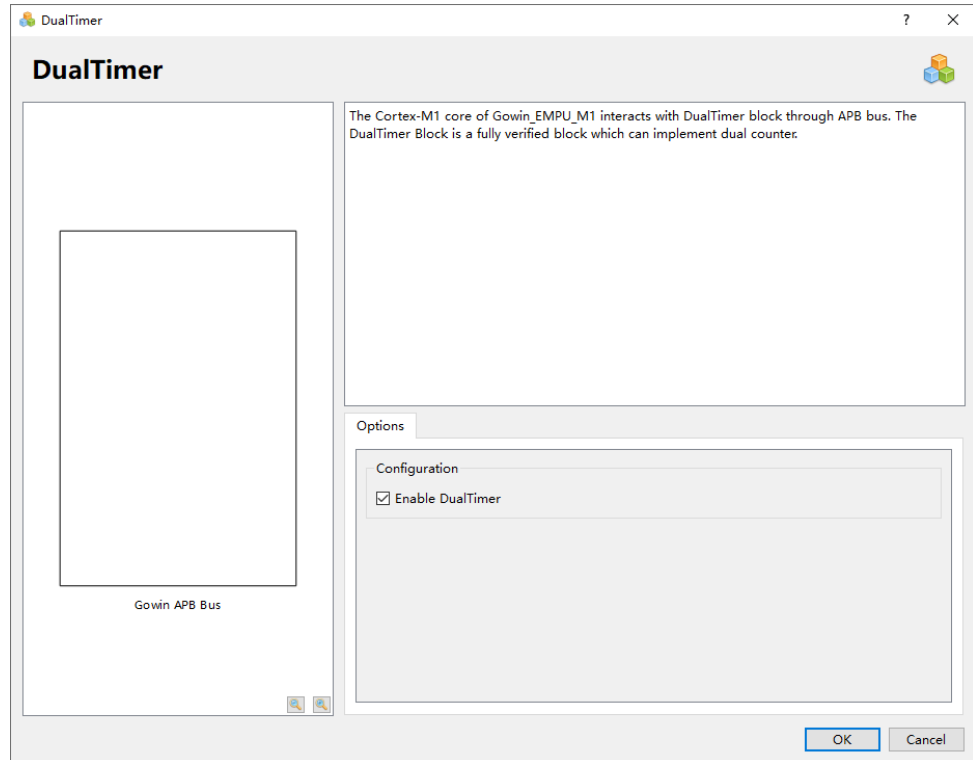 DualTimer
?
DualTimer
The Cortex-M1 core of Gowin_EMPU_M1 interacts with DualTimer block through APB bus. The
DualTimer Block is a fully verified block which can implement dual counter.
Gowin APB Bus
Options
Configuration
Enable DualTimer
OK Cancel